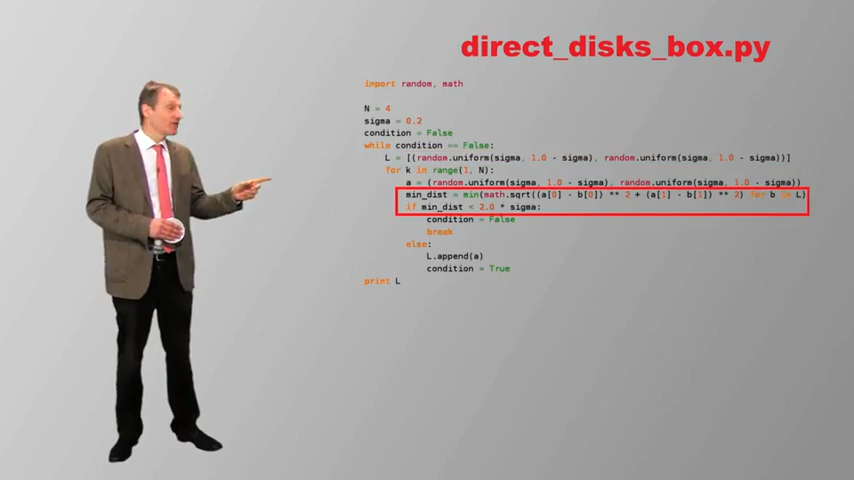 direct_disks_box.py
import random, math
N = 4
sigma = 0.2
condition = False
while condition == False:
    L = [(random.uniform(sigma, 1.0 - sigma), random.uniform(sigma, 1.0 - sigma))]
    for k in range(1, N):
        a = (random.uniform(sigma, 1.0 - sigma), random.uniform(sigma, 1.0 - sigma))
        min_dist = min(math.sqrt((a[0] - b[0]) ** 2 + (a[1] - b[1]) ** 2) for b in L)
        if min_dist < 2.0 * sigma:
            condition = False
            break
        else:
            L.append(a)
            condition = True
print L